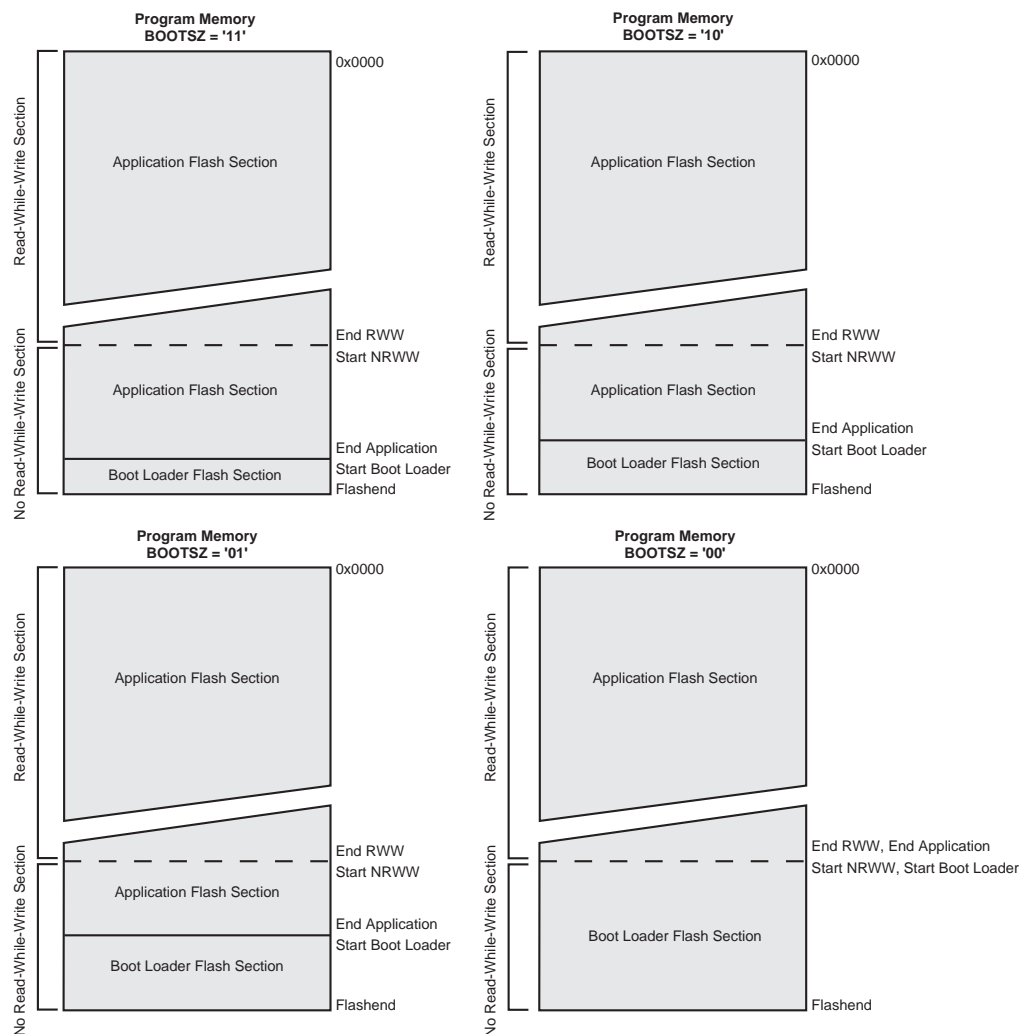 Program Memory
BOOTSZ = '11'
0x0000
Read-While-Write Section
Application Flash Section
End RWW
Start NRWW
No Read-While-Write Section
Application Flash Section
End Application
Start Boot Loader
Boot Loader Flash Section
Flashend
Program Memory
BOOTSZ = '10'
0x0000
Read-While-Write Section
Application Flash Section
End RWW
Start NRWW
No Read-While-Write Section
Application Flash Section
End Application
Start Boot Loader
Boot Loader Flash Section
Flashend
Program Memory
BOOTSZ = '01'
0x0000
Read-While-Write Section
Application Flash Section
End RWW
Start NRWW
No Read-While-Write Section
Application Flash Section
End Application
Start Boot Loader
Boot Loader Flash Section
Flashend
Program Memory
BOOTSZ = '00'
0x0000
Read-While-Write Section
Application Flash Section
End RWW, End Application
Start NRWW, Start Boot Loader
No Read-While-Write Section
Boot Loader Flash Section
Flashend